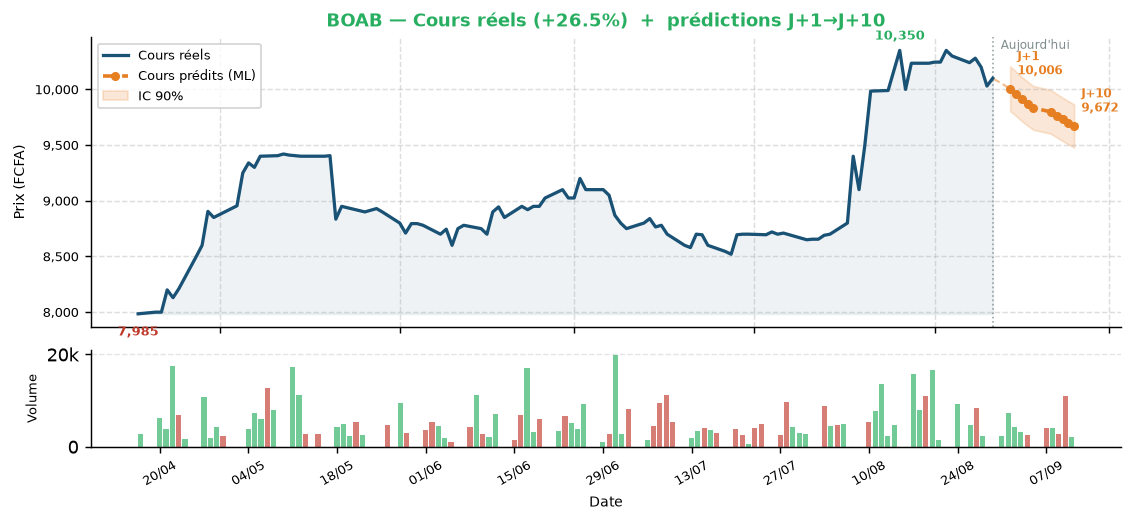 BOAB — Cours réels (+26.5%) + prédictions J+1→J+10
10,350
Aujourd'hui
Cours réels
Cours prédits (ML)
IC 90%
J+1
10,006
J+10
9,672
Prix (FCFA)
10,000
9,500
9,000
8,500
8,000
7,985
Volume
20k
0
20/04
04/05
18/05
01/06
15/06
29/06
13/07
27/07
10/08
24/08
07/09
Date